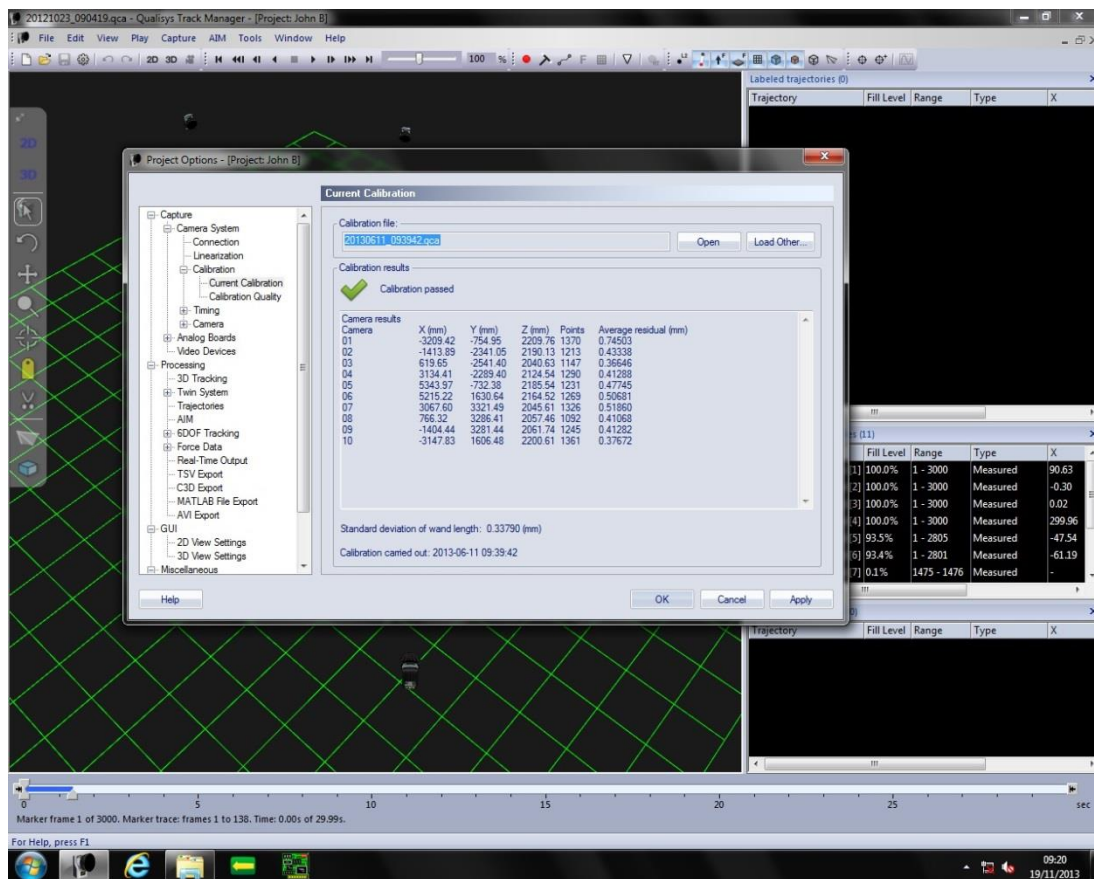 20121023_090419.qca - Qualisys Track Manager - [Project: John B]
File Edit View Play Capture AIM Tools Window Help
2D 3D 100 % F
Labeled trajectories (0)
Trajectory Fill Level Range Type X
2D
3D
Project Options - [Project: John B]
Capture
Camera System
Connection
Linearization
Calibration
Current Calibration
Calibration Quality
Timing
Camera
Analog Boards
Video Devices
Processing
3D Tracking
Twin System
Trajectories
AIM
6DOF Tracking
Force Data
Real-Time Output
TSV Export
C3D Export
MATLAB File Export
AVI Export
GUI
2D View Settings
3D View Settings
Miscellaneous
Current Calibration
Calibration file:
20130611_093942.qca Open Load Other...
Calibration results
Calibration passed
Camera results
Camera X (mm) Y (mm) Z (mm) Points Average residual (mm)
01 -3209.42 -754.95 2209.76 1370 0.74503
02 -1413.89 -2341.05 2190.13 1213 0.43338
03 619.65 -2541.40 2040.63 1147 0.36646
04 3134.41 -2289.40 2124.54 1290 0.41288
05 5343.97 -732.38 2185.54 1231 0.47745
06 5215.22 1630.64 2164.52 1269 0.50681
07 3067.60 3321.49 2045.61 1326 0.51860
08 766.32 3286.41 2057.46 1092 0.41068
09 -1404.44 3281.44 2061.74 1245 0.41282
10 -3147.83 1606.48 2200.61 1361 0.37672
Standard deviation of wand length: 0.33790 (mm)
Calibration carried out: 2013-06-11 09:39:42
Help OK Cancel Apply
(11)
Fill Level Range Type X
[1] 100.0% 1 - 3000 Measured 90.63
[2] 100.0% 1 - 3000 Measured -0.30
[3] 100.0% 1 - 3000 Measured 0.02
[4] 100.0% 1 - 3000 Measured 299.96
[5] 93.5% 1 - 2805 Measured -47.54
[6] 93.4% 1 - 2801 Measured -61.19
[7] 0.1% 1475 - 1476 Measured -
Trajectory Fill Level Range Type X
0 5 10 15 20 25 sec
Marker frame 1 of 3000. Marker trace: frames 1 to 138. Time: 0.00s of 29.99s.
For Help, press F1
09:20
19/11/2013